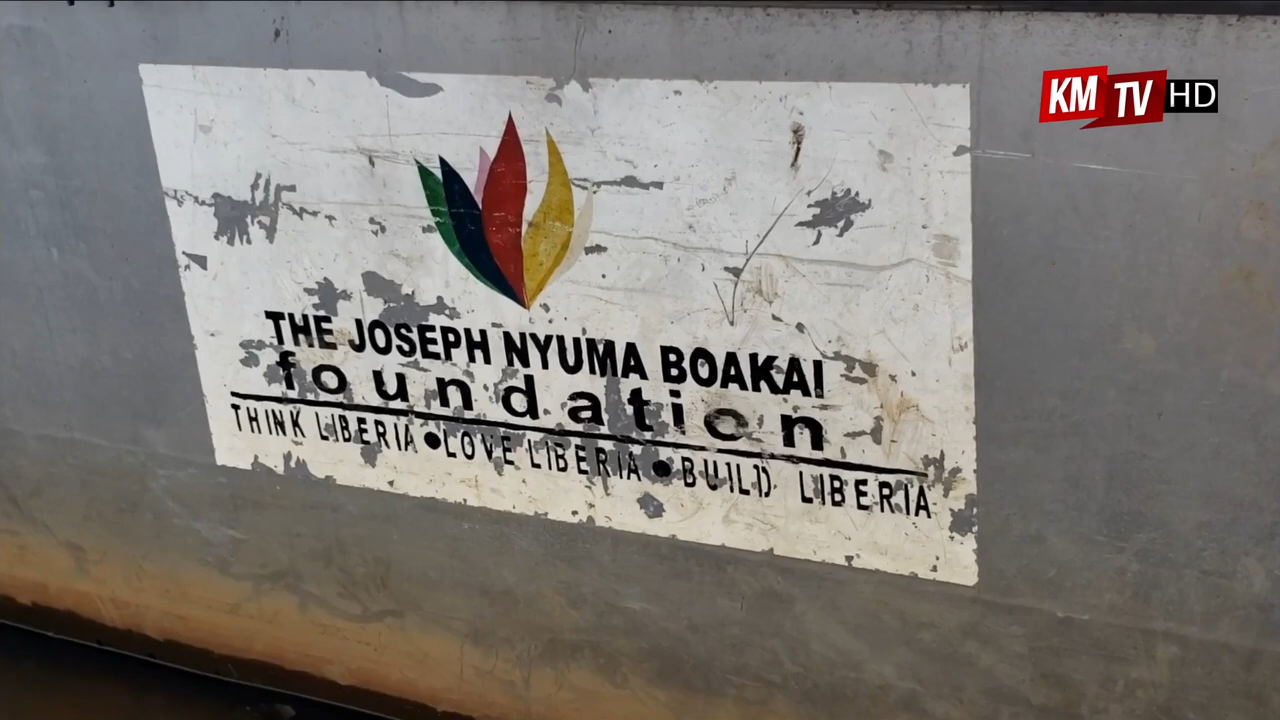 KM TV HD
THE JOSEPH NYUMA BOAKAI
foundation
THINK LIBERIA ● LOVE LIBERIA ● BUILD LIBERIA